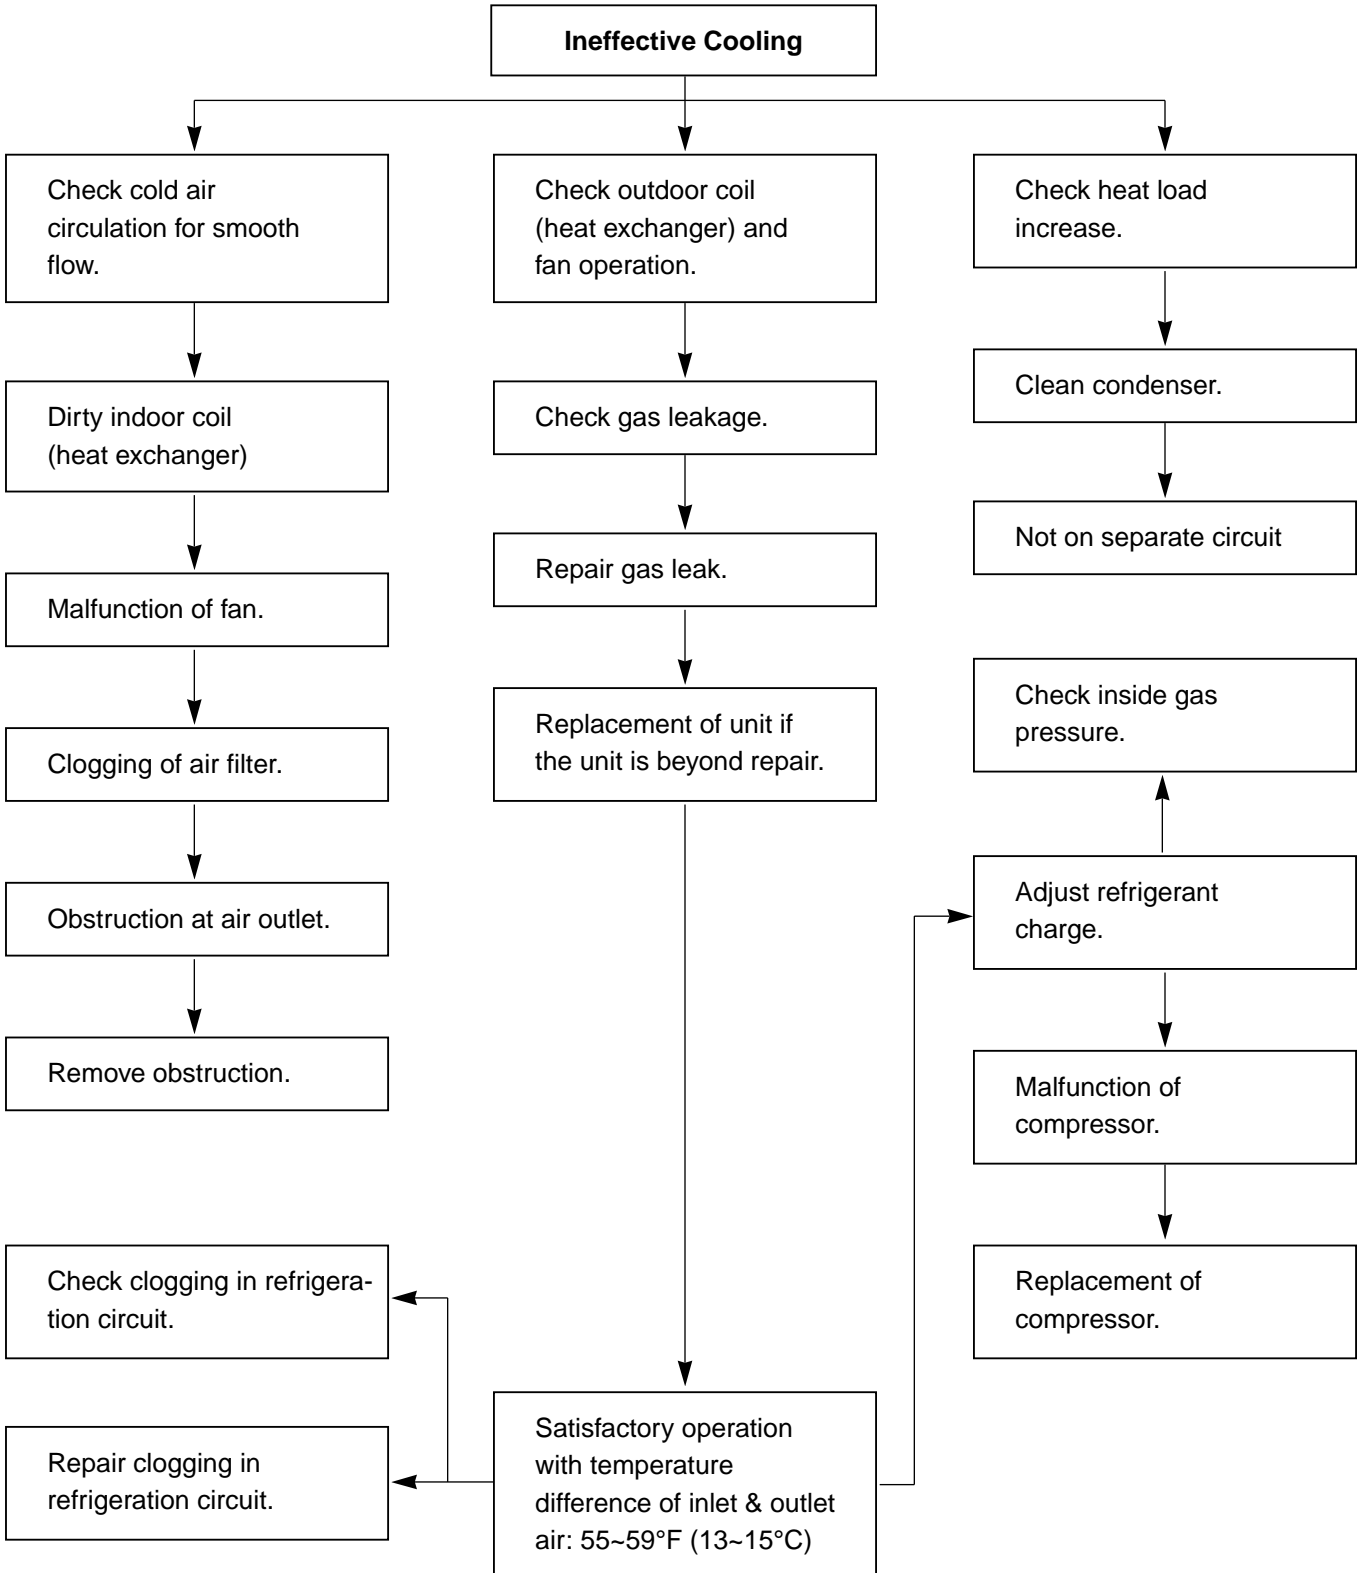 Ineffective Cooling
Check cold air
circulation for smooth
flow.
Dirty indoor coil
(heat exchanger)
Malfunction of fan.
Clogging of air filter.
Obstruction at air outlet.
Remove obstruction.
Check outdoor coil
(heat exchanger) and
fan operation.
Check gas leakage.
Repair gas leak.
Replacement of unit if
the unit is beyond repair.
Check heat load
increase.
Clean condenser.
Not on separate circuit
Check inside gas
pressure.
Adjust refrigerant
charge.
Malfunction of
compressor.
Replacement of
compressor.
Check clogging in refrigera-
tion circuit.
Repair clogging in
refrigeration circuit.
Satisfactory operation
with temperature
difference of inlet & outlet
air: 55~59°F (13~15°C)